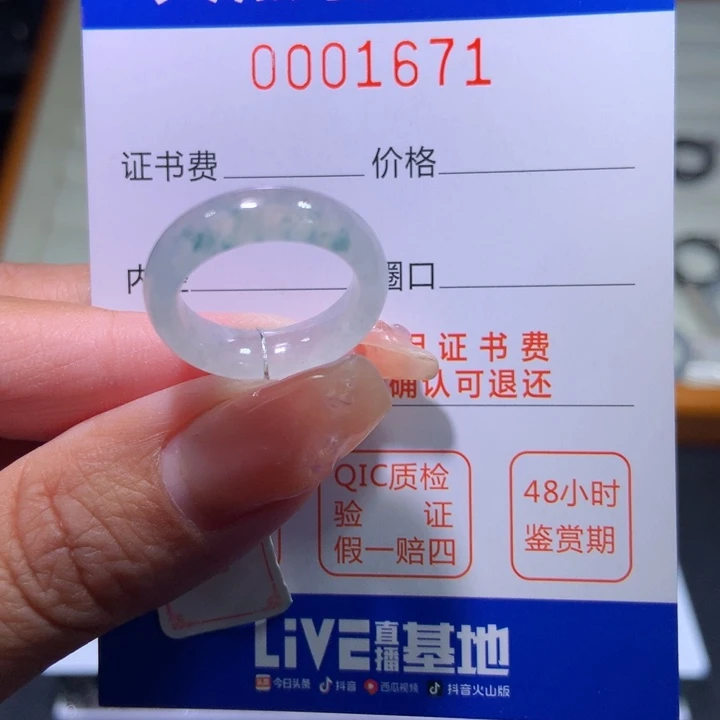 0001671
证书费 价格
内 圈口
证书费
确认可退还
QIC质检
验 证
假一赔四
48小时
鉴赏期
LiVE直播基地
今日头条 抖音 西瓜视频 抖音火山版